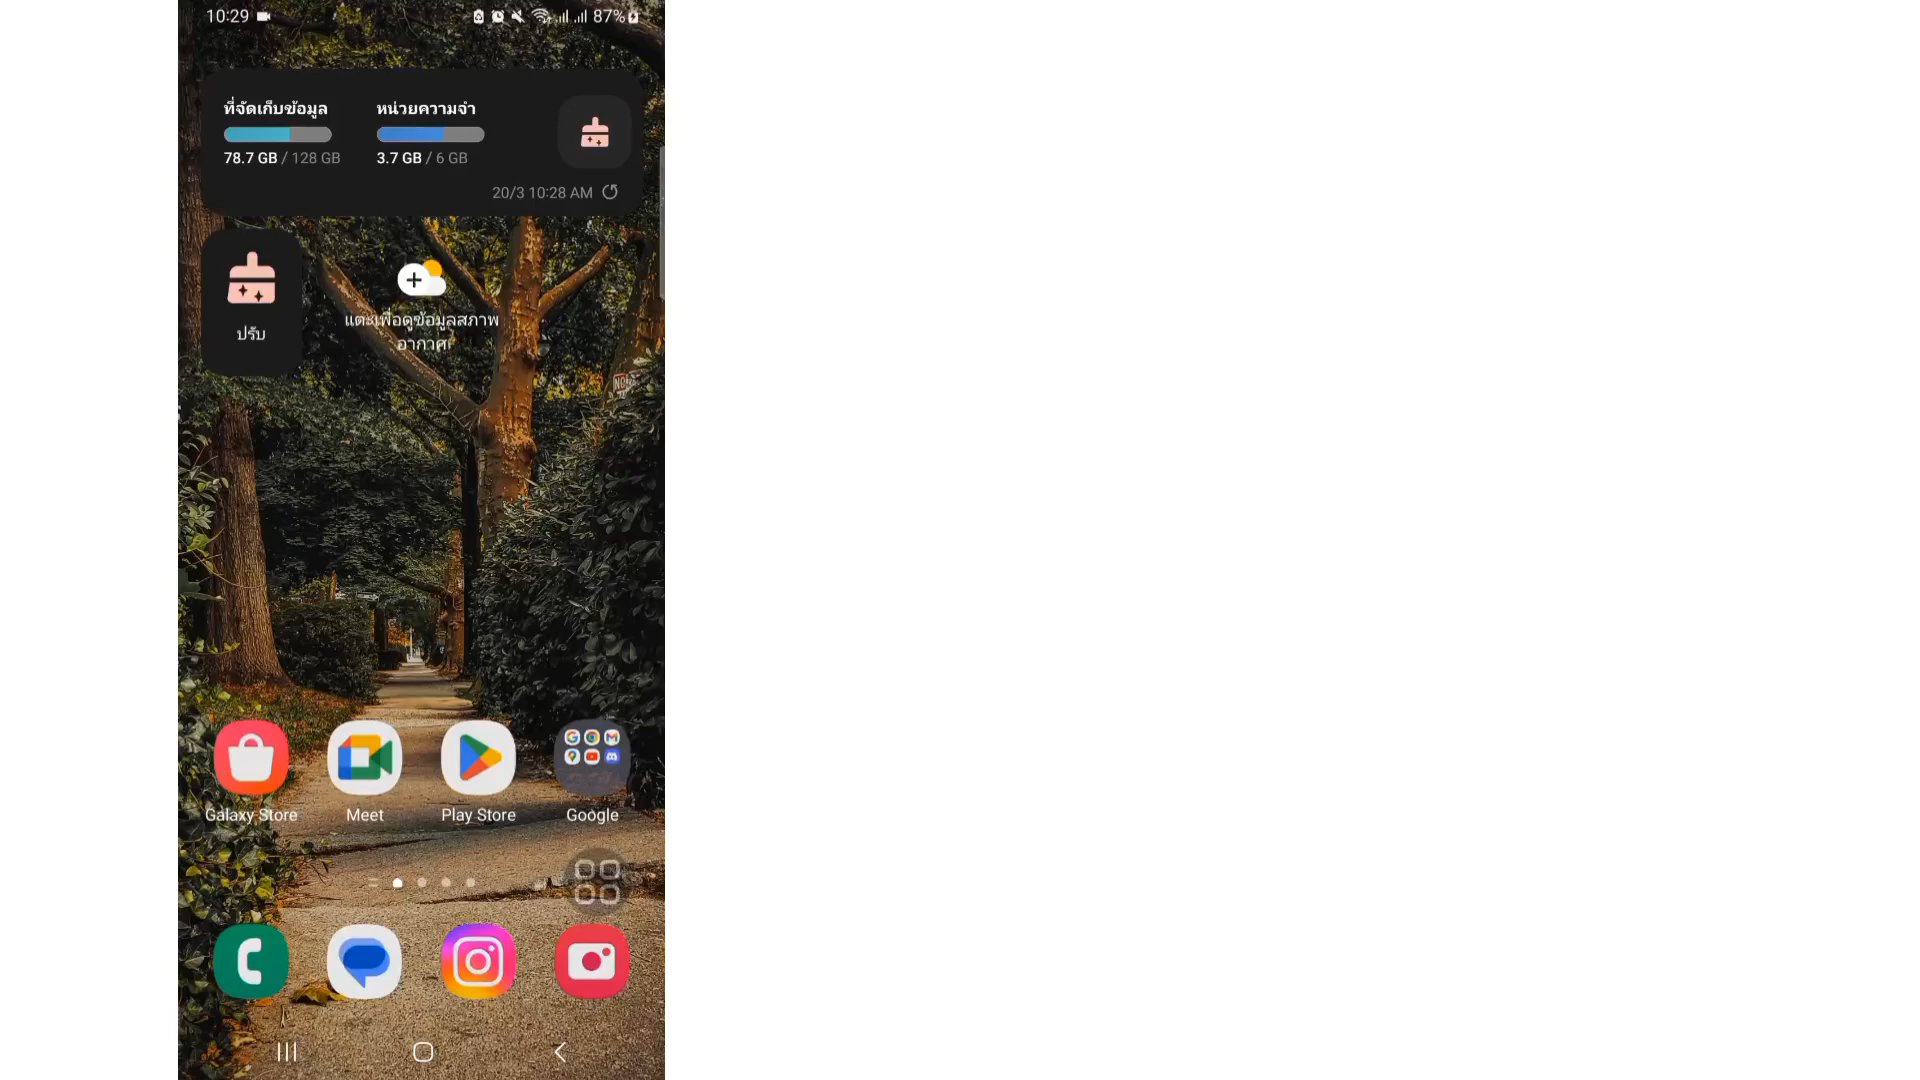 10:29
87%
ที่จัดเก็บข้อมูล
หน่วยความจำ
78.7 GB / 128 GB
3.7 GB / 6 GB
20/3 10:28 AM
ปรับ
แตะเพื่อดูข้อมูลสภาพ
อากาศ
Galaxy Store
Meet
Play Store
Google